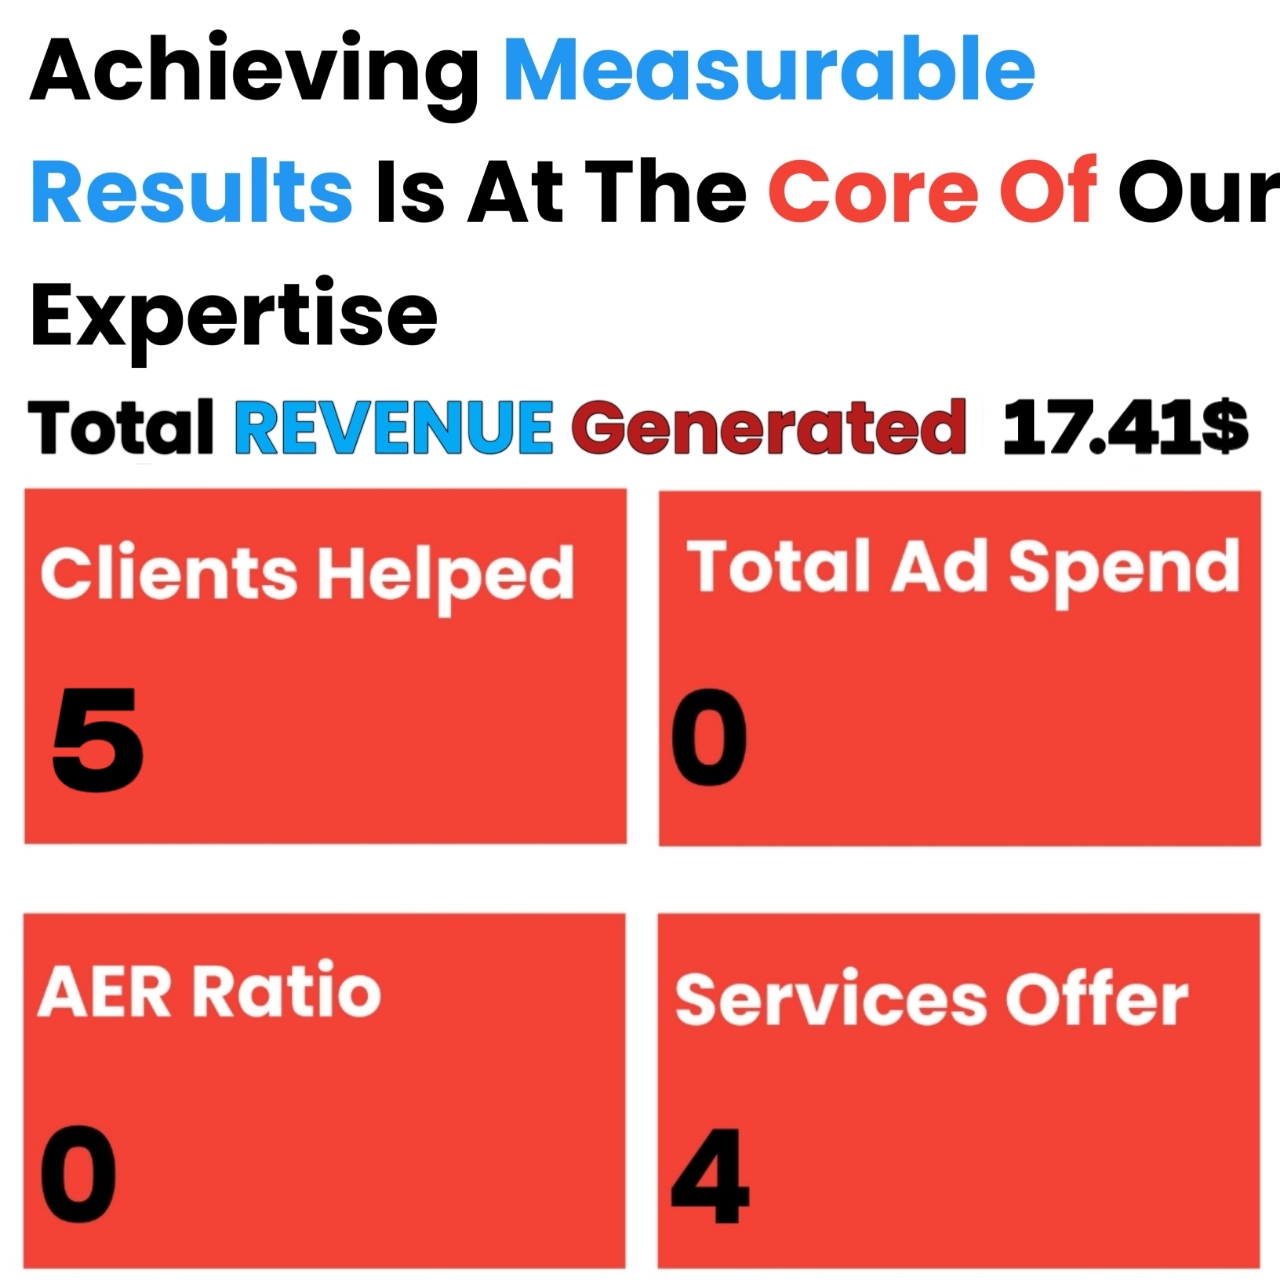 Achieving Measurable
Results Is At The Core Of Our
Expertise
Total REVENUE Generated 17.41$
Clients Helped
5
Total Ad Spend
0
AER Ratio
0
Services Offer
4